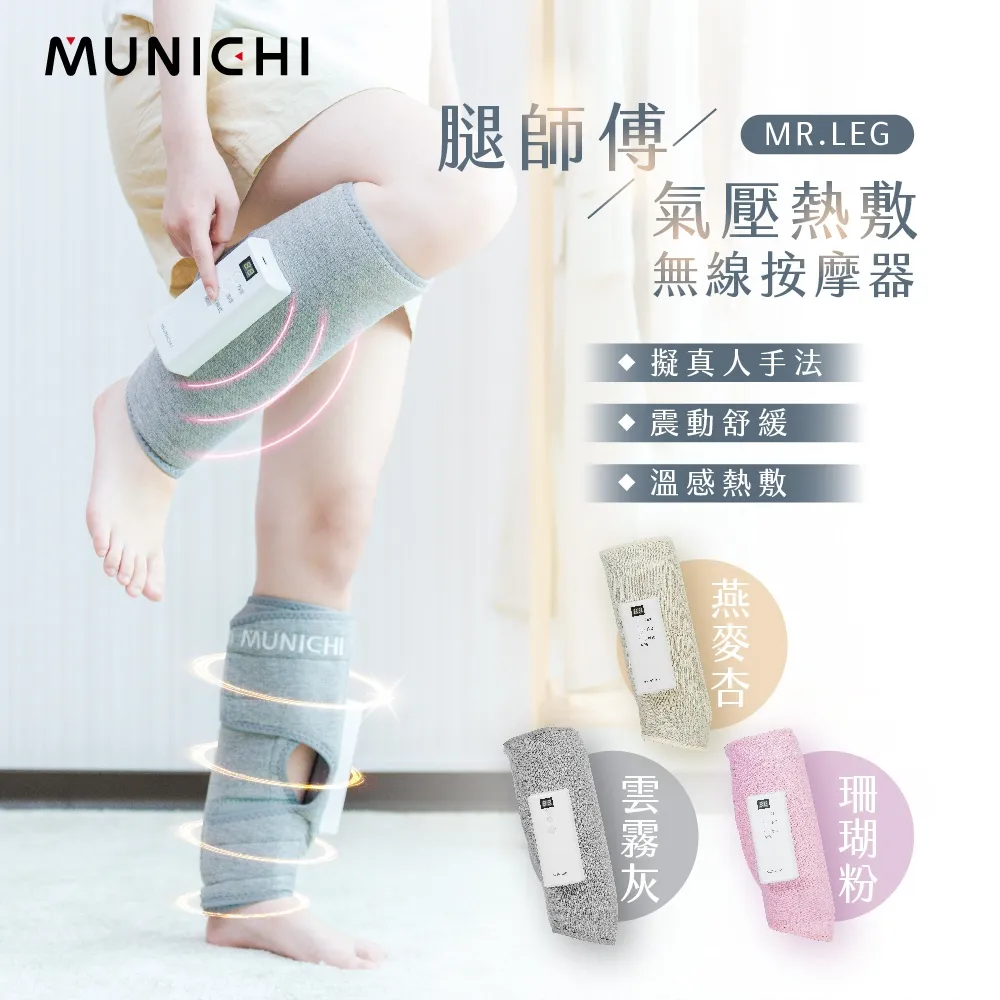 MUNICHI
腿師傅
MR.LEG
氣壓熱敷
無線按摩器
擬真人手法
震動舒緩
溫感熱敷
MUNICHI
MUNICHI
燕麥杏
雲霧灰
珊瑚粉